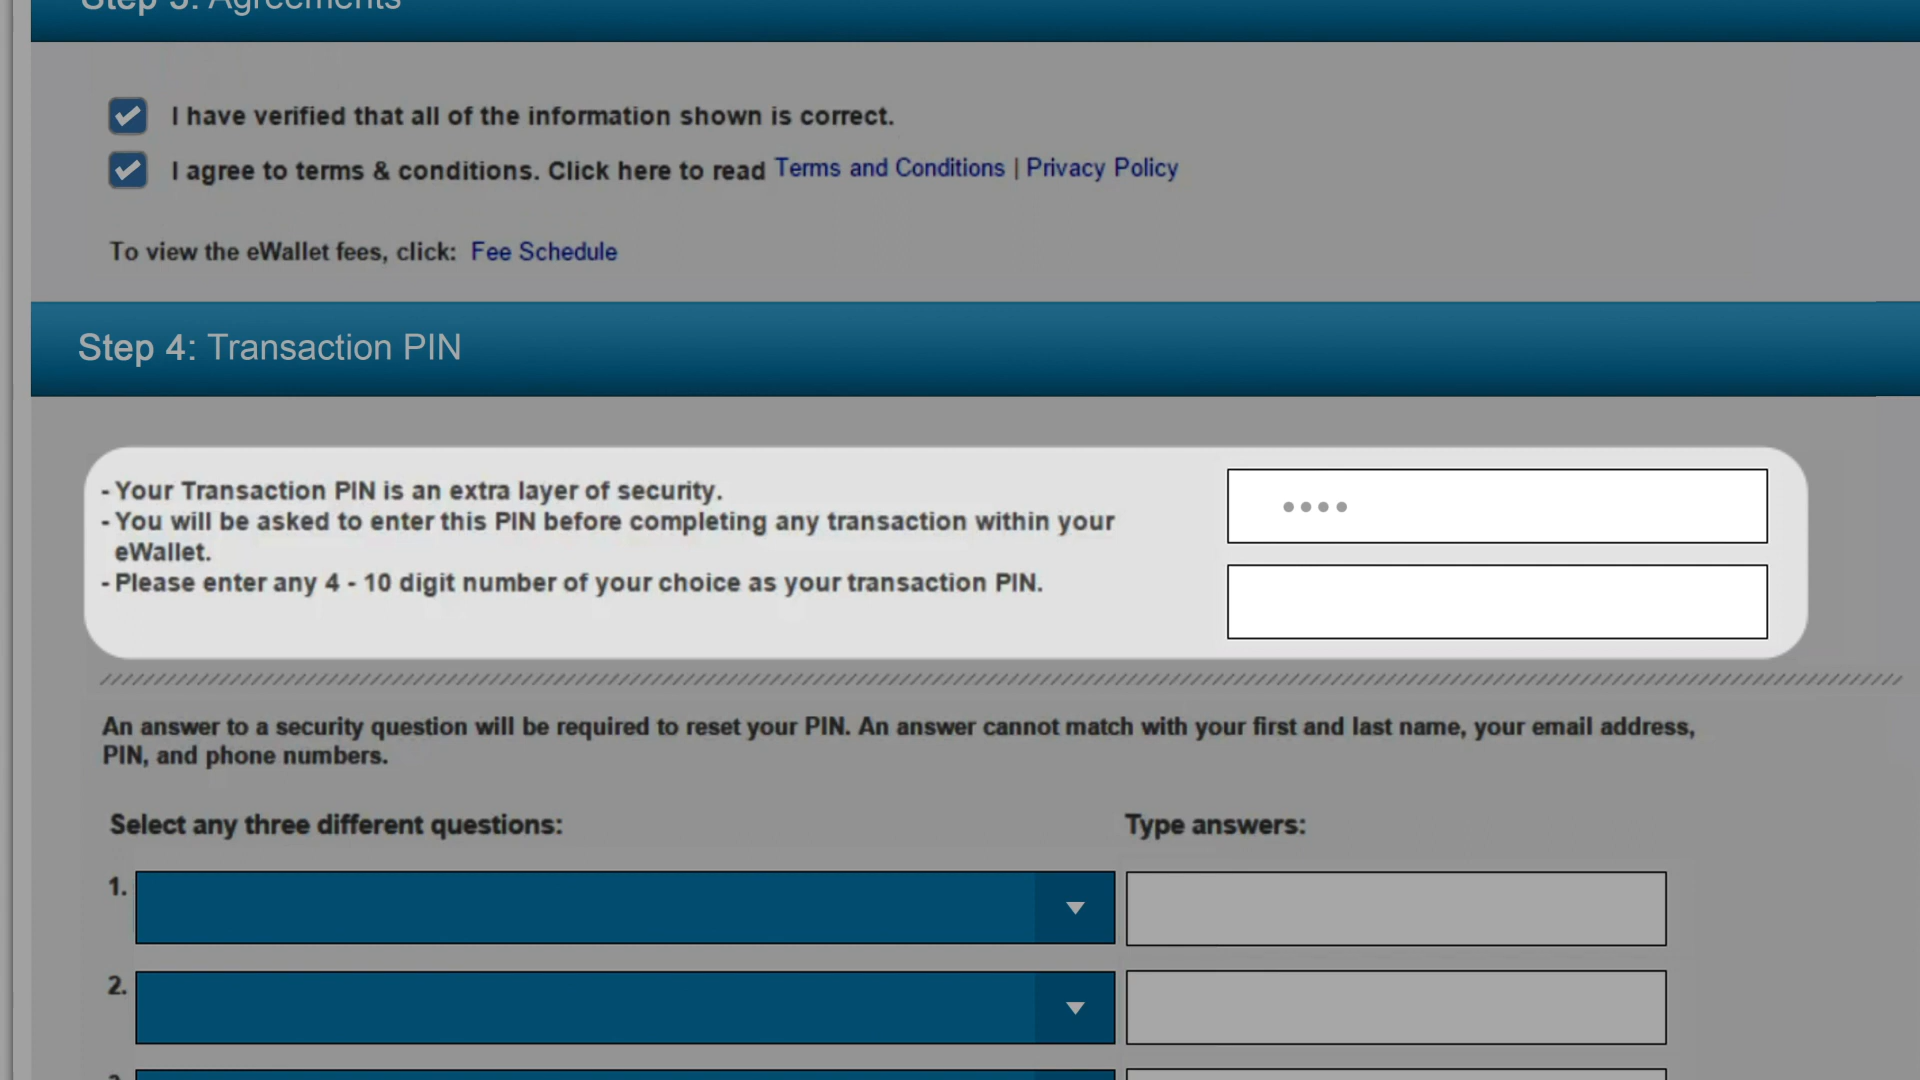 Step 3: Agreements
I have verified that all of the information shown is correct.
I agree to terms & conditions. Click here to read Terms and Conditions | Privacy Policy
To view the eWallet fees, click: Fee Schedule
Step 4: Transaction PIN
- Your Transaction PIN is an extra layer of security.
- You will be asked to enter this PIN before completing any transaction within your
eWallet.
- Please enter any 4 - 10 digit number of your choice as your transaction PIN.
An answer to a security question will be required to reset your PIN. An answer cannot match with your first and last name, your email address,
PIN, and phone numbers.
Select any three different questions:
Type answers:
1.
2.